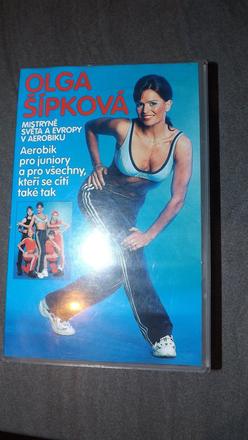 OLGA
ŠÍPKOVÁ
MISTRYNĚ
SVĚTA A EVROPY
V AEROBIKU
Aerobik
pro juniory
a pro všechny,
kteří se cítí
také tak